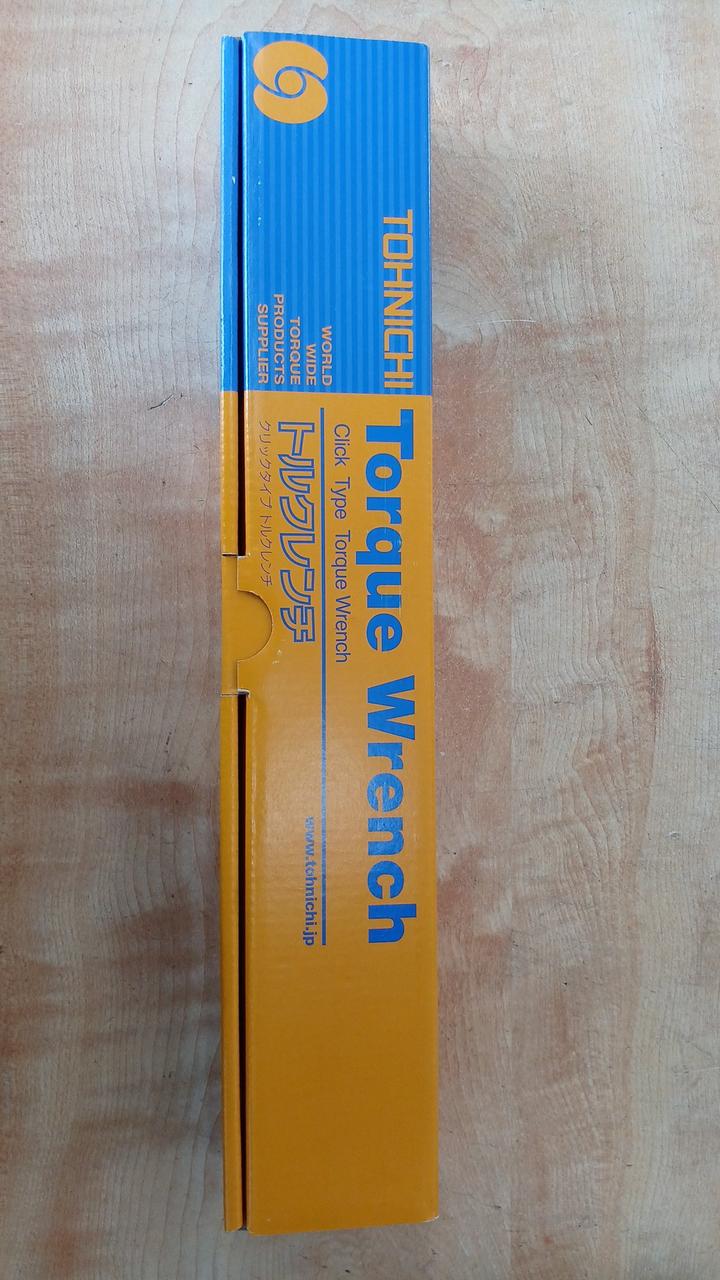 TOHNICHI
WORLD
WIDE
TORQUE
PRODUCTS
SUPPLIER
Torque Wrench
Click Type Torque Wrench
トルクレンチ
クリックタイプ トルクレンチ
www.tohnichi.jp